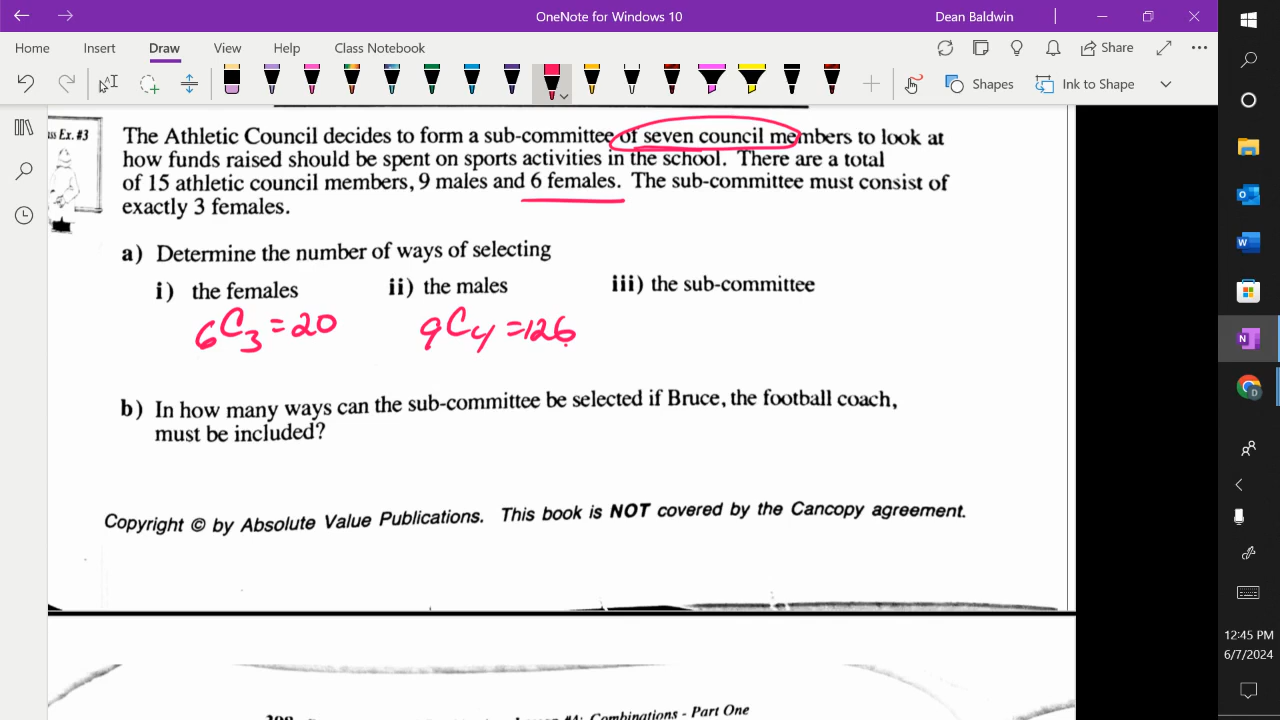 OneNote for Windows 10
Dean Baldwin
Home Insert Draw View Help Class Notebook
Share
Shapes
Ink to Shape
ss Ex. #3
The Athletic Council decides to form a sub-committee of seven council members to look at
how funds raised should be spent on sports activities in the school. There are a total
of 15 athletic council members, 9 males and 6 females. The sub-committee must consist of
exactly 3 females.
a) Determine the number of ways of selecting
i) the females ii) the males iii) the sub-committee
6C3 = 20 9C4 = 126
b) In how many ways can the sub-committee be selected if Bruce, the football coach,
must be included?
Copyright © by Absolute Value Publications. This book is NOT covered by the Cancopy agreement.
Combinations - Part One
12:45 PM
6/7/2024